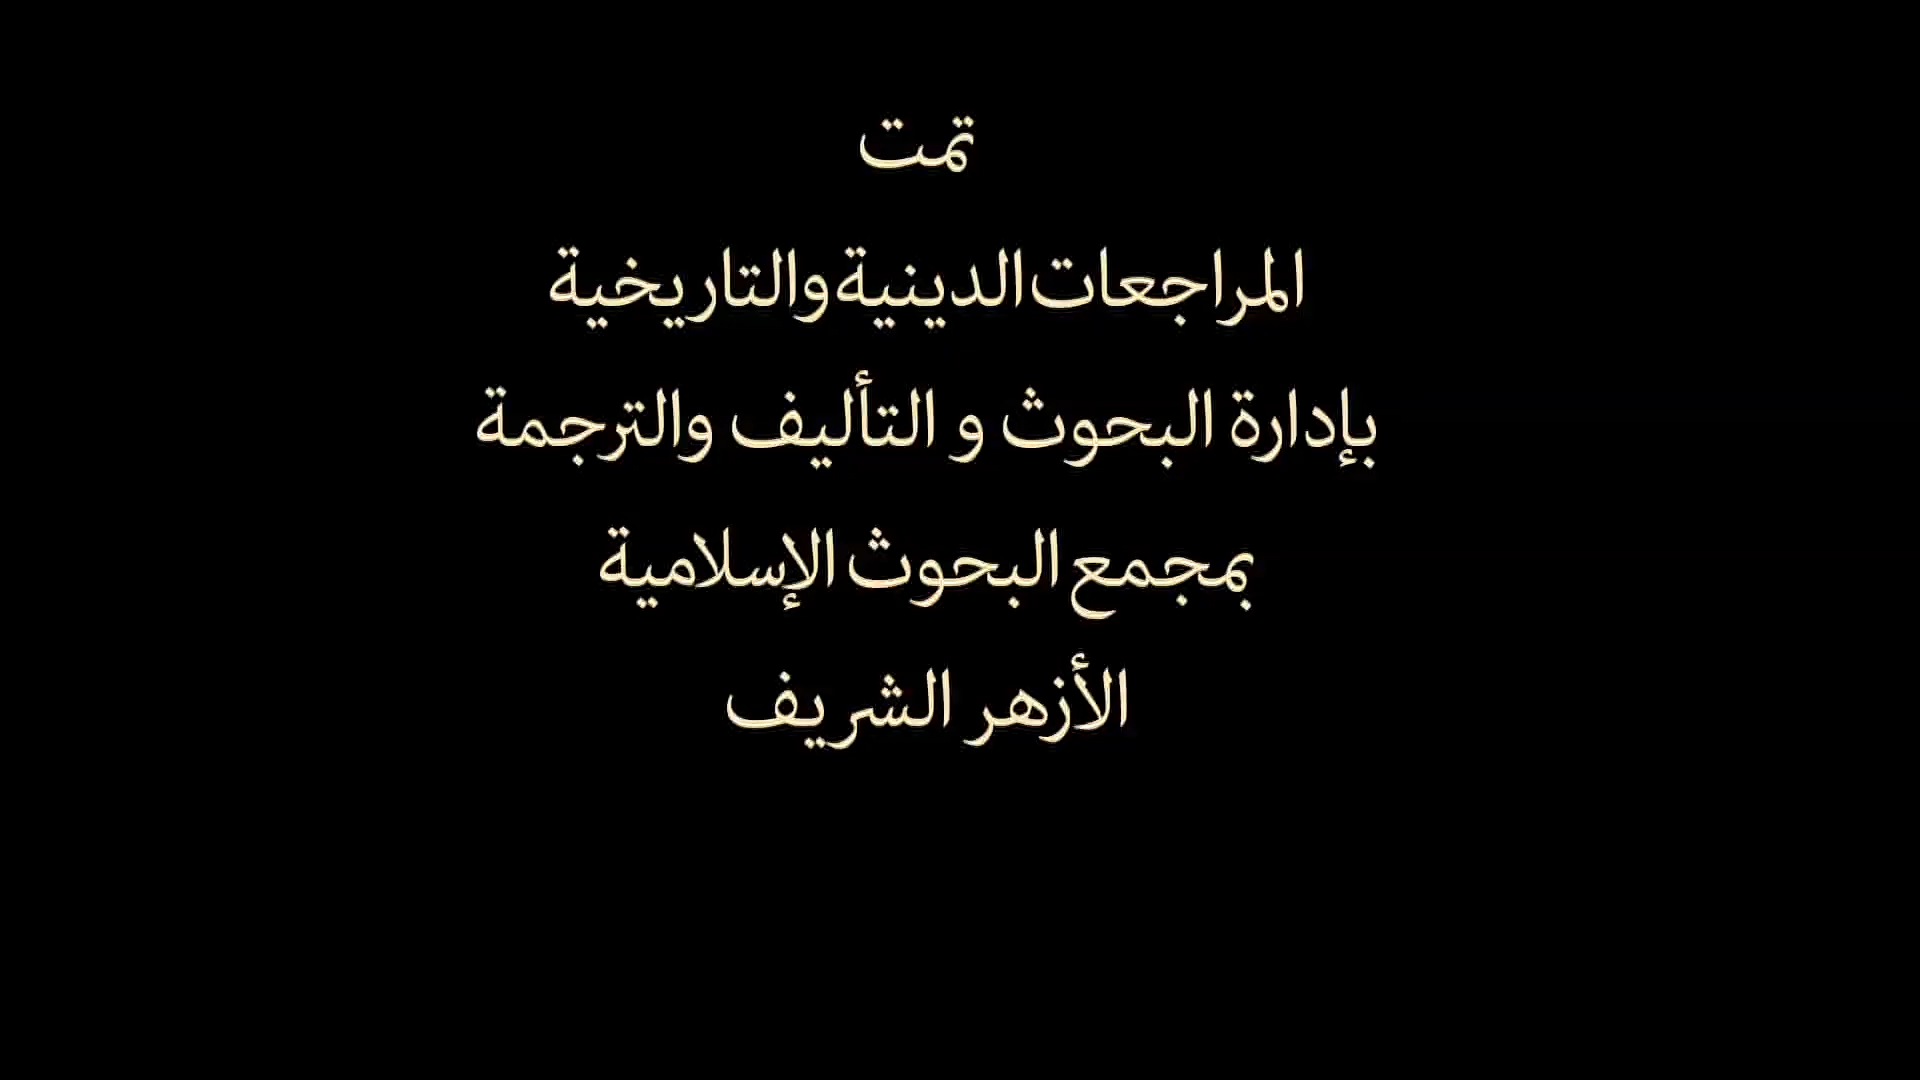 تمت
المراجعات الدينية والتاريخية
بإدارة البحوث و التأليف والترجمة
بمجمع البحوث الإسلامية
الأزهر الشريف